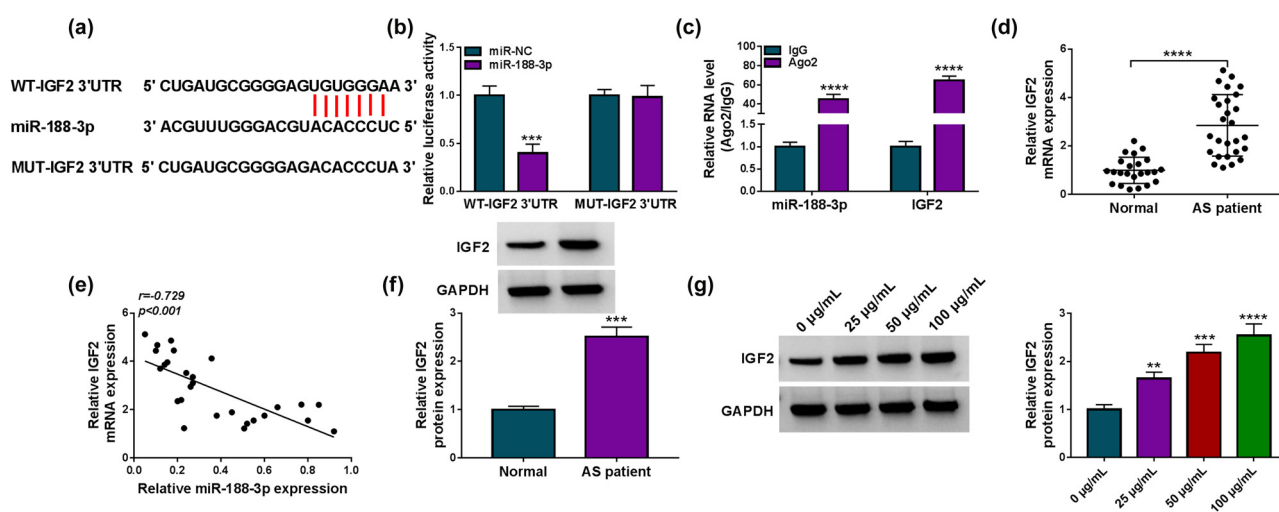 (a)
WT-IGF2 3'UTR 5' CUGAUGCGGGGAGUGUGGGAA 3'
miR-188-3p 3' ACGUUUGGGACGUACACCCUC 5'
MUT-IGF2 3'UTR 5' CUGAUGCGGGGAGACACCCUA 3'
(b)
Relative luciferase activity
1.5
1.0
0.5
0.0
miR-NC
miR-188-3p
***
WT-IGF2 3'UTR MUT-IGF2 3'UTR
(c)
Relative RNA level
(Ago2/IgG)
100
80
60
40
20
1.5
1.0
0.5
0.0
IgG
Ago2
****
****
miR-188-3p IGF2
(d)
Relative IGF2
mRNA expression
6
4
2
0
****
Normal AS patient
(e)
r=-0.729
p<0.001
Relative IGF2
mRNA expression
6
4
2
0
0.0 0.2 0.4 0.6 0.8 1.0
Relative miR-188-3p expression
(f)
IGF2
GAPDH
Relative IGF2
protein expression
3
2
1
0
***
Normal AS patient
(g)
0 μg/mL 25 μg/mL 50 μg/mL 100 μg/mL
IGF2
GAPDH
Relative IGF2
protein expression
3
2
1
0
**
***
****
0 μg/mL 25 μg/mL 50 μg/mL 100 μg/mL